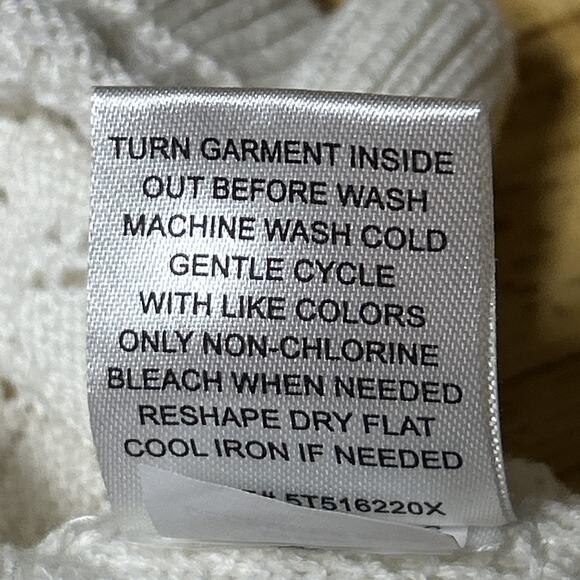 TURN GARMENT INSIDE
OUT BEFORE WASH
MACHINE WASH COLD
GENTLE CYCLE
WITH LIKE COLORS
ONLY NON-CHLORINE
BLEACH WHEN NEEDED
RESHAPE DRY FLAT
COOL IRON IF NEEDED
5T516220X